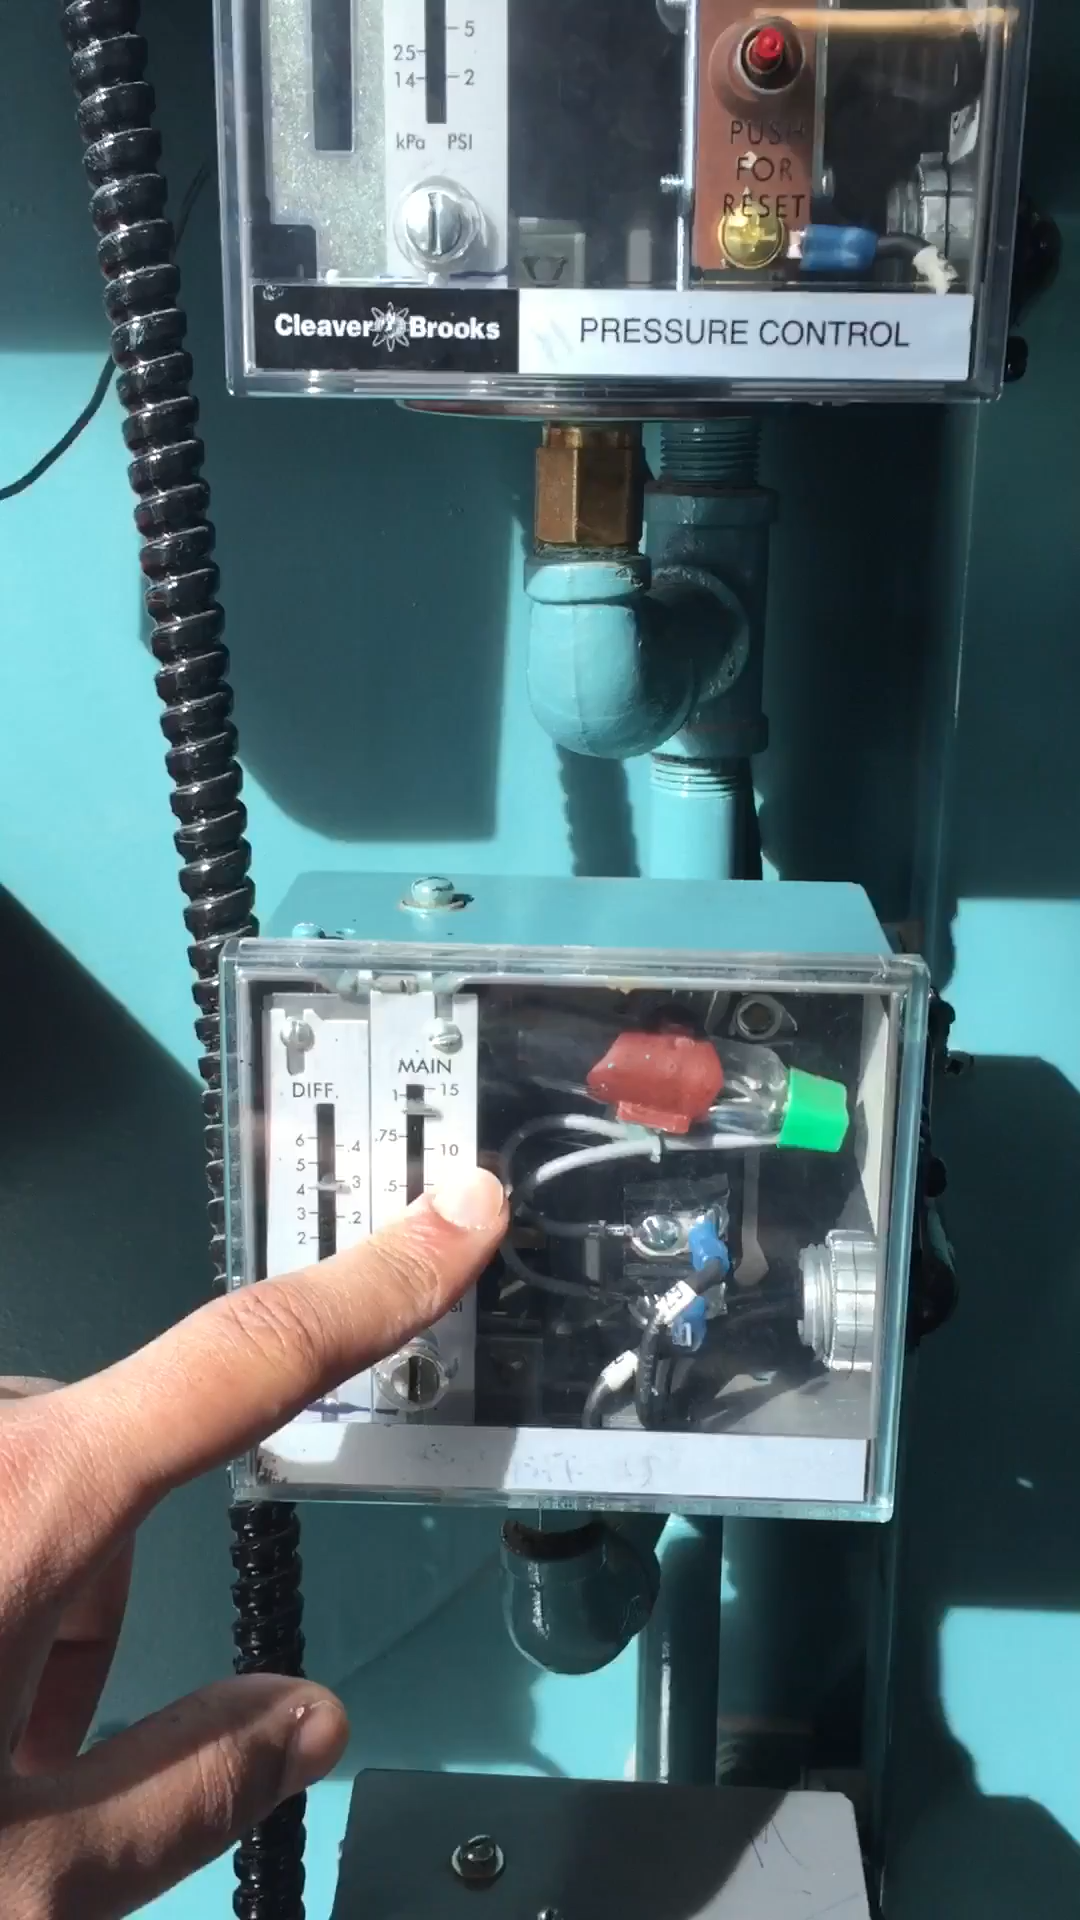 5
25
14 2
kPa PSI
PUSH
FOR
RESET
Cleaver Brooks
PRESSURE CONTROL
MAIN
DIFF.
1 15
.75 10
.5
6 .4
5
4 .3
3 .2
2
SI